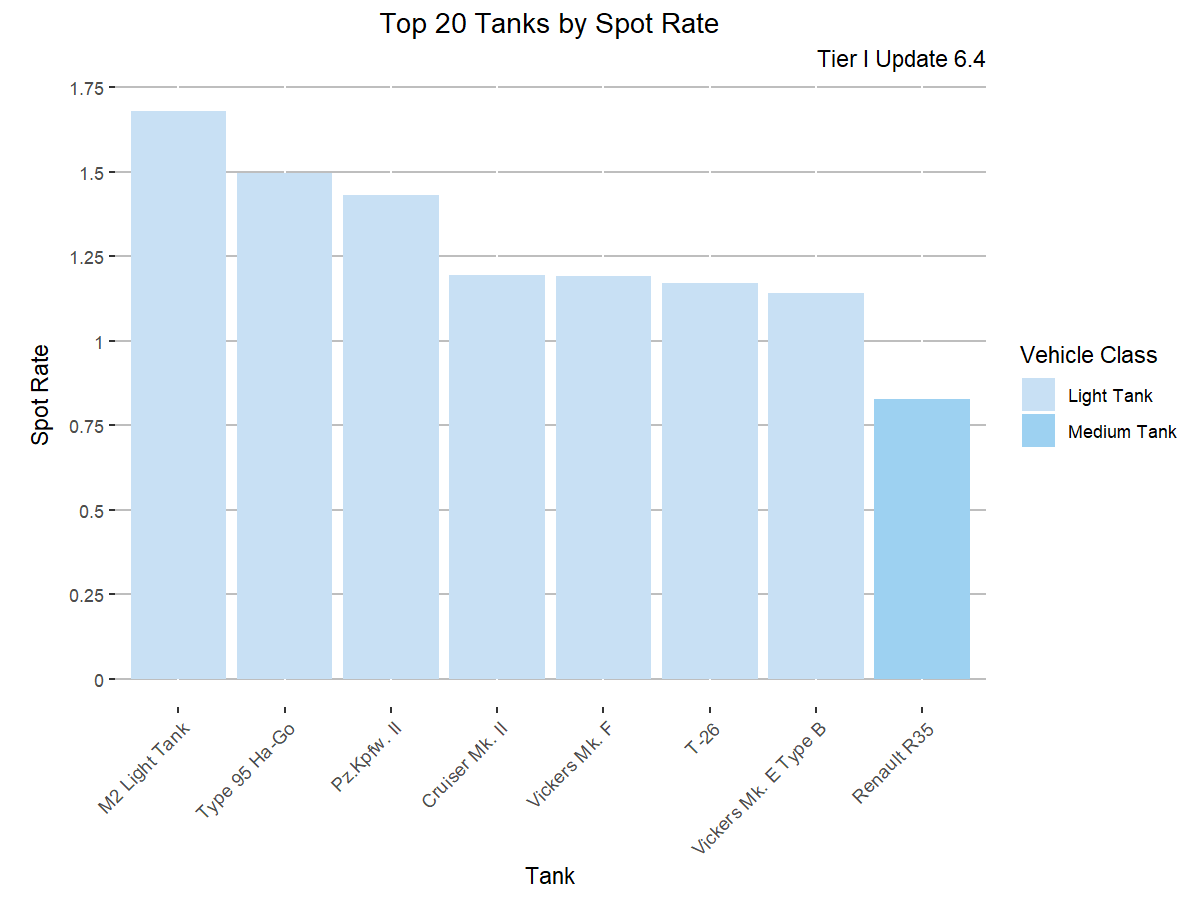 Top 20 Tanks by Spot Rate
Tier I Update 6.4
1.75
1.5
1.25
1
0.75
0.5
0.25
0
Spot Rate
M2 Light Tank
Type 95 Ha-Go
Pz.Kpfw. II
Cruiser Mk. II
Vickers Mk. F
T-26
Vickers Mk. E Type B
Renault R35
Tank
Vehicle Class
Light Tank
Medium Tank